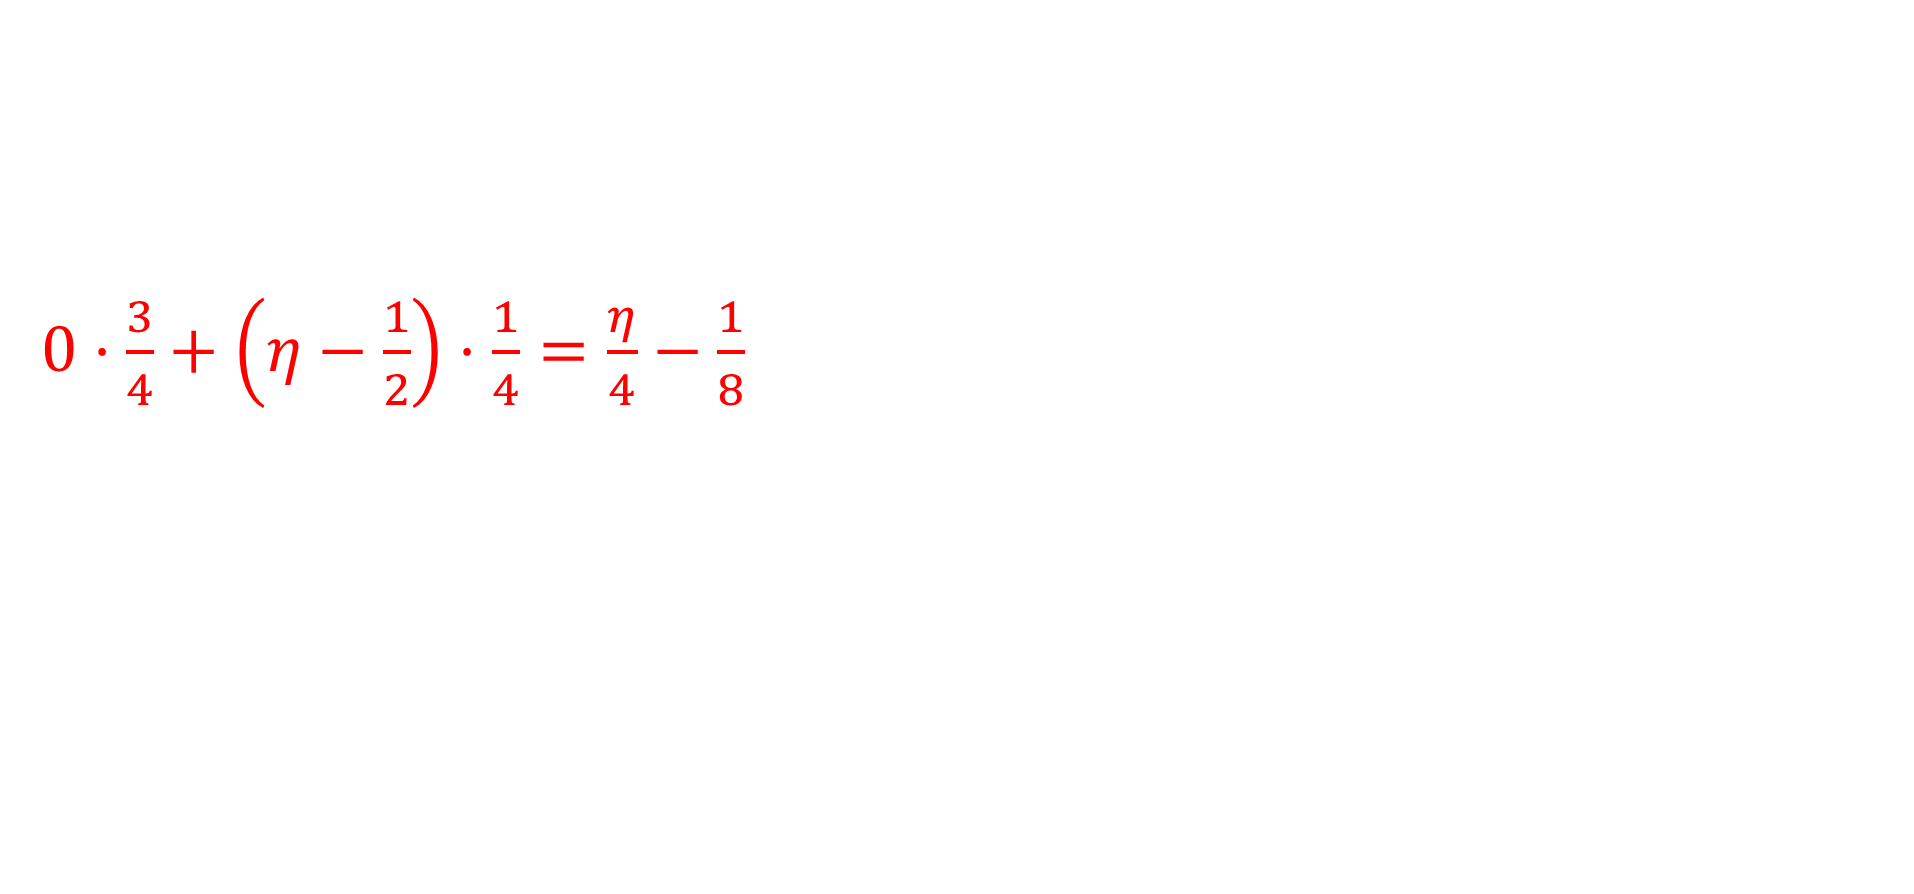 0 · 3/4 + (η − 1/2) · 1/4 = η/4 − 1/8